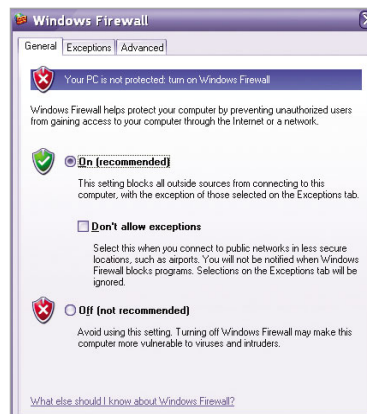 Windows Firewall
General Exceptions Advanced
Your PC is not protected: turn on Windows Firewall
Windows Firewall helps protect your computer by preventing unauthorized users
from gaining access to your computer through the Internet or a network.
On (recommended)
This setting blocks all outside sources from connecting to this
computer, with the exception of those selected on the Exceptions tab.
Don't allow exceptions
Select this when you connect to public networks in less secure
locations, such as airports. You will not be notified when Windows
Firewall blocks programs. Selections on the Exceptions tab will be
ignored.
Off (not recommended)
Avoid using this setting. Turning off Windows Firewall may make this
computer more vulnerable to viruses and intruders.
What else should I know about Windows Firewall?